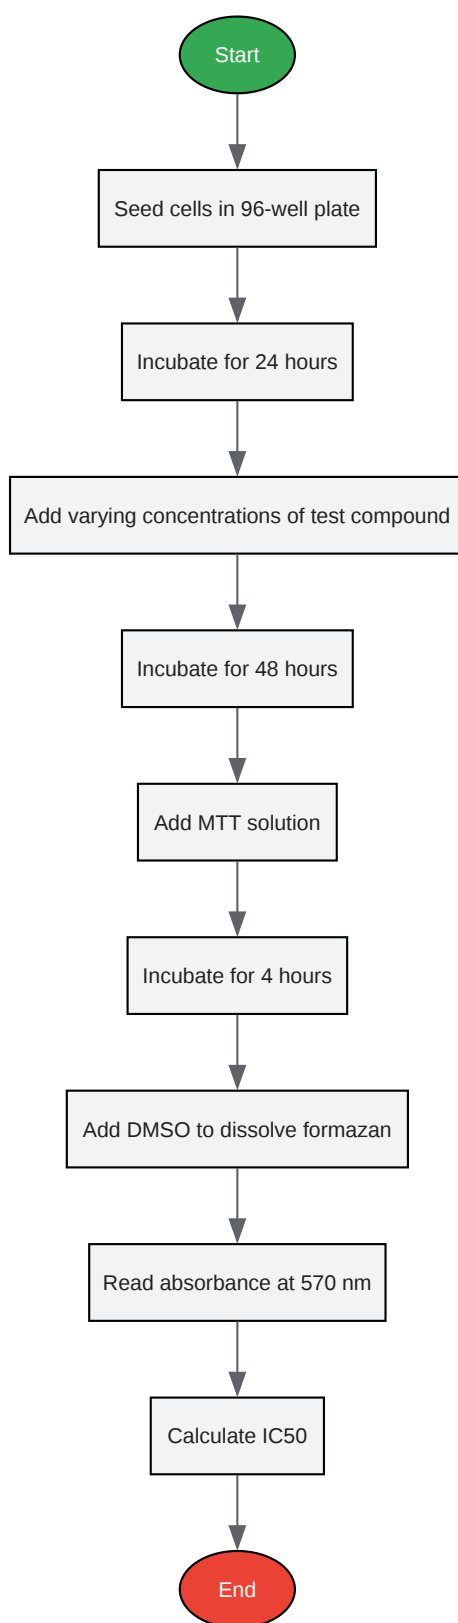 Start
Seed cells in 96-well plate
Incubate for 24 hours
Add varying concentrations of test compound
Incubate for 48 hours
Add MTT solution
Incubate for 4 hours
Add DMSO to dissolve formazan
Read absorbance at 570 nm
Calculate IC50
End